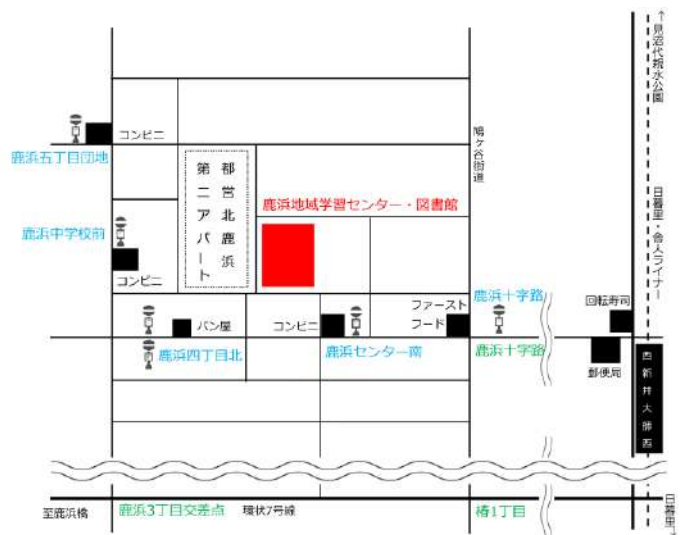 ↑見沼代親水公園
コンビニ
鹿浜五丁目団地
鳩ヶ谷街道
都営北鹿浜
第二アパート
鹿浜地域学習センター・図書館
日暮里・舎人ライナー
鹿浜中学校前
コンビニ
鹿浜十字路
回転寿司
ファースト
フード
パン屋
コンビニ
鹿浜四丁目北
鹿浜センター南
鹿浜十字路
郵便局
西新井大師西
至鹿浜橋
鹿浜3丁目交差点
環状7号線
椿1丁目
日暮里→